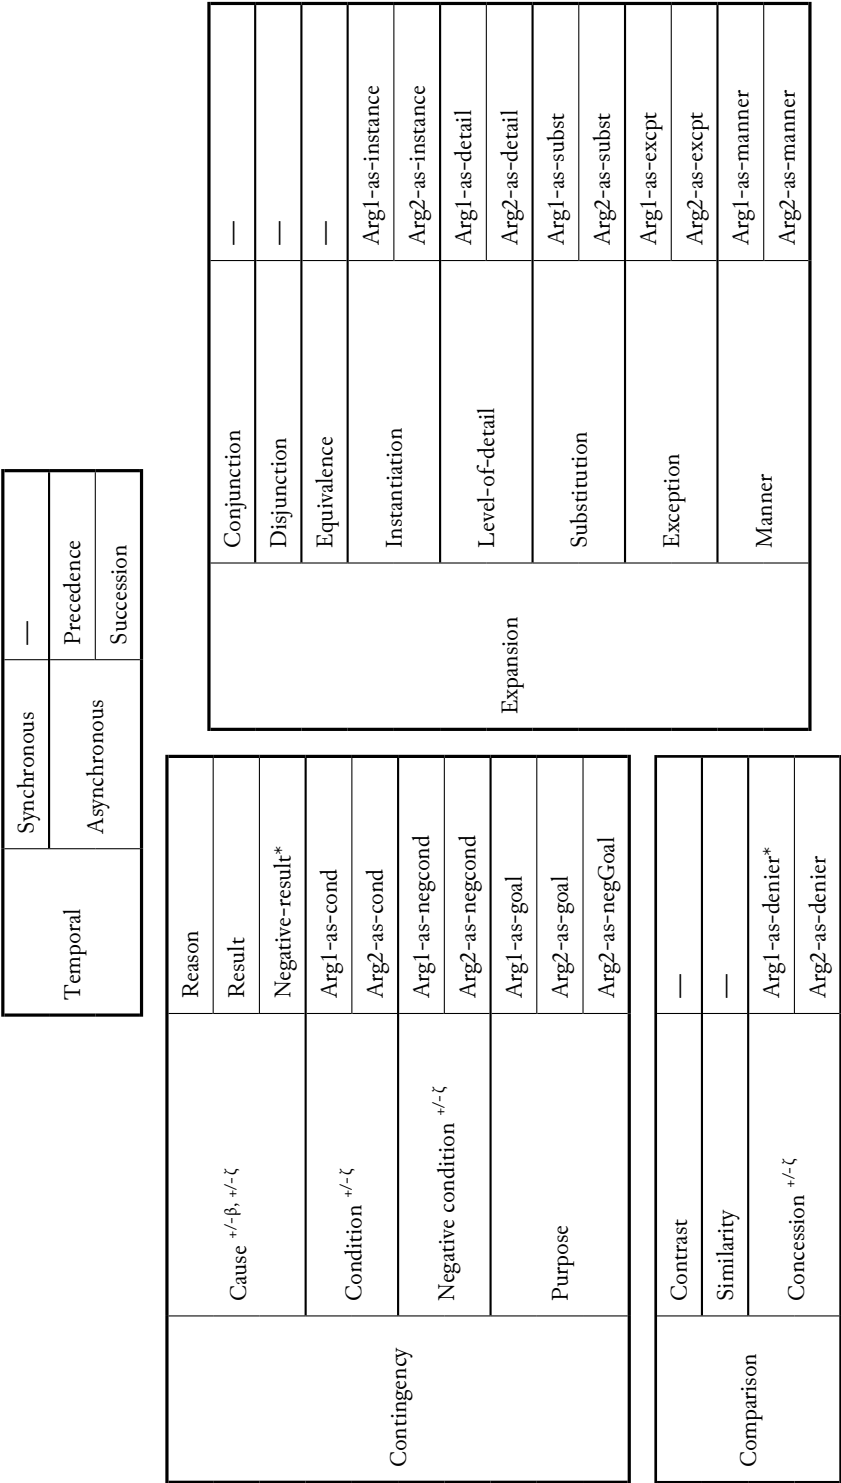 Temporal
Synchronous
—
Asynchronous
Precedence
Succession
Contingency
Cause +/-β, +/-ζ
Reason
Result
Negative-result*
Condition +/-ζ
Arg1-as-cond
Arg2-as-cond
Negative condition +/-ζ
Arg1-as-negcond
Arg2-as-negcond
Purpose
Arg1-as-goal
Arg2-as-goal
Arg2-as-negGoal
Comparison
Contrast
—
Similarity
—
Concession +/-ζ
Arg1-as-denier*
Arg2-as-denier
Expansion
Conjunction
—
Disjunction
—
Equivalence
—
Instantiation
Arg1-as-instance
Arg2-as-instance
Level-of-detail
Arg1-as-detail
Arg2-as-detail
Substitution
Arg1-as-subst
Arg2-as-subst
Exception
Arg1-as-excpt
Arg2-as-excpt
Manner
Arg1-as-manner
Arg2-as-manner